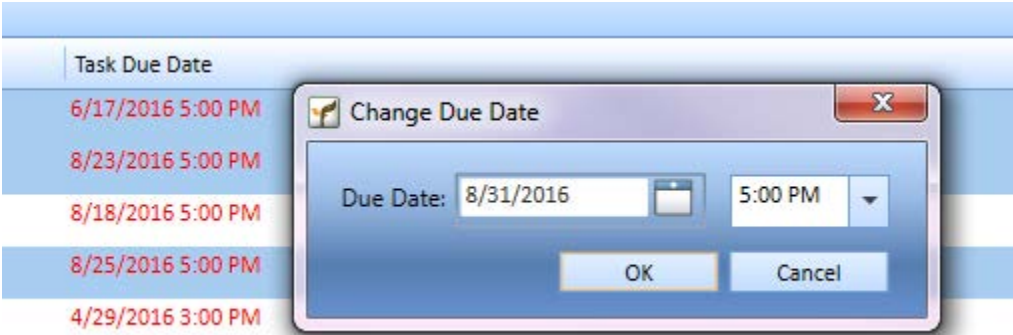 Task Due Date
6/17/2016 5:00 PM
8/23/2016 5:00 PM
8/18/2016 5:00 PM
8/25/2016 5:00 PM
4/29/2016 3:00 PM
Change Due Date
Due Date: 8/31/2016 5:00 PM
OK Cancel